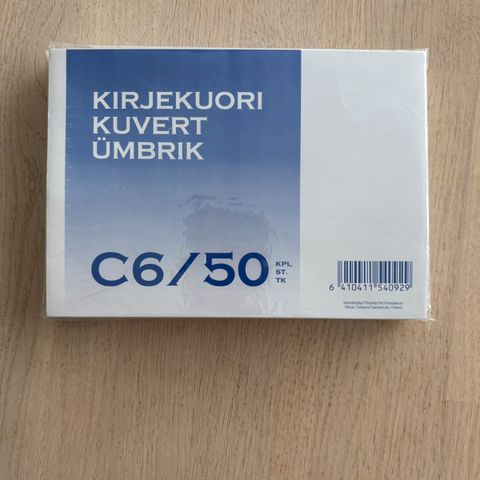 KIRJEKUORI
KUVERT
ÜMBRIK
C6/50
KPL
ST.
TK
6 410411 540929